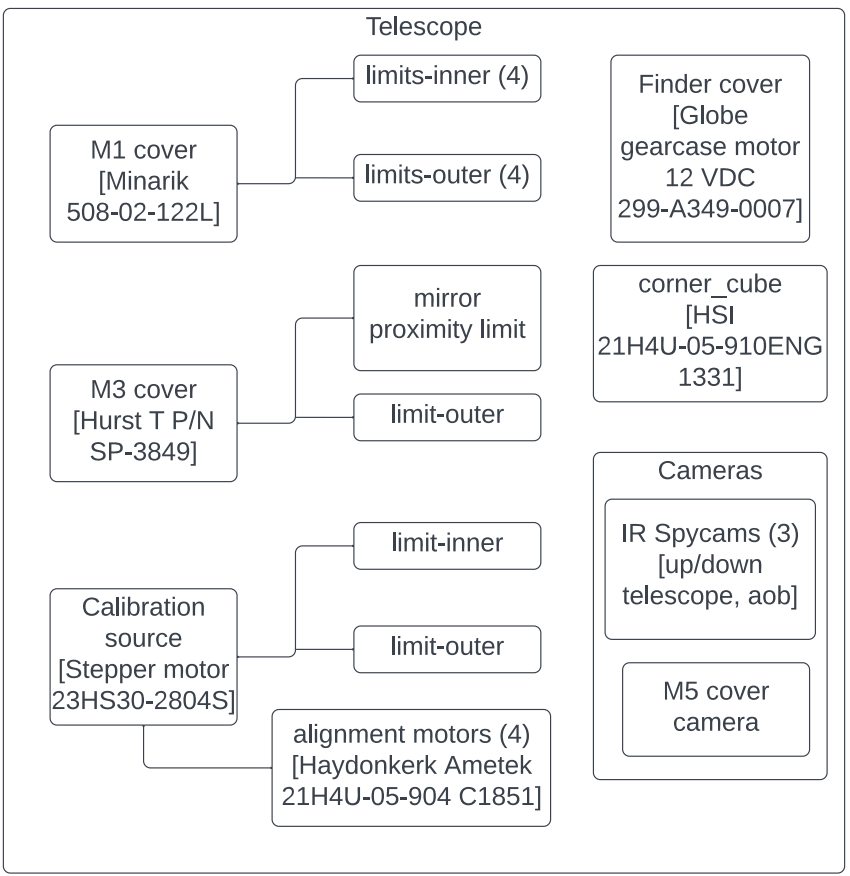 Telescope
M1 cover
[Minarik
508-02-122L]
limits-inner (4)
limits-outer (4)
Finder cover
[Globe
gearcase motor
12 VDC
299-A349-0007]
M3 cover
[Hurst T P/N
SP-3849]
mirror
proximity limit
limit-outer
corner_cube
[HSI
21H4U-05-910ENG
1331]
Calibration
source
[Stepper motor
23HS30-2804S]
limit-inner
limit-outer
alignment motors (4)
[Haydonkerk Ametek
21H4U-05-904 C1851]
Cameras
IR Spycams (3)
[up/down
telescope, aob]
M5 cover
camera